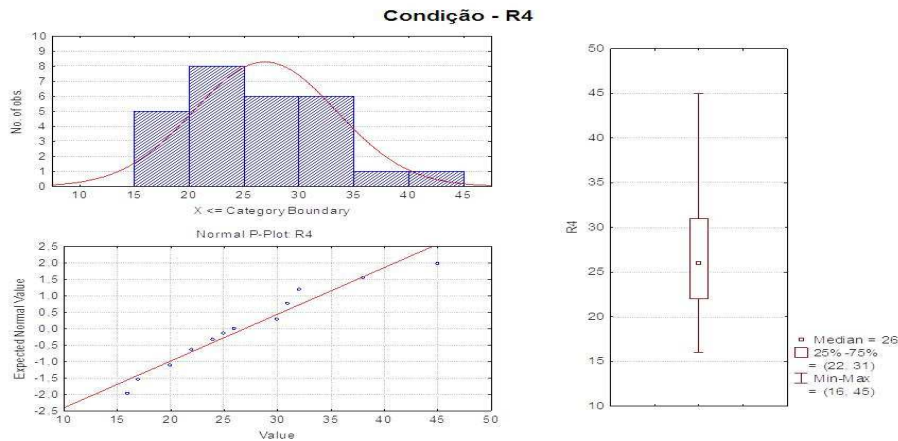 Condição - R4
No. of obs.
10
9
8
7
6
5
4
3
2
1
0
10 15 20 25 30 35 40 45
X <= Category Boundary
Normal P-Plot: R4
Expected Normal Value
2.5
2.0
1.5
1.0
0.5
0.0
-0.5
-1.0
-1.5
-2.0
-2.5
10 15 20 25 30 35 40 45 50
Value
R4
50
45
40
35
30
25
20
15
10
Median = 26
25%-75%
= (22, 31)
Min-Max
= (16, 45)